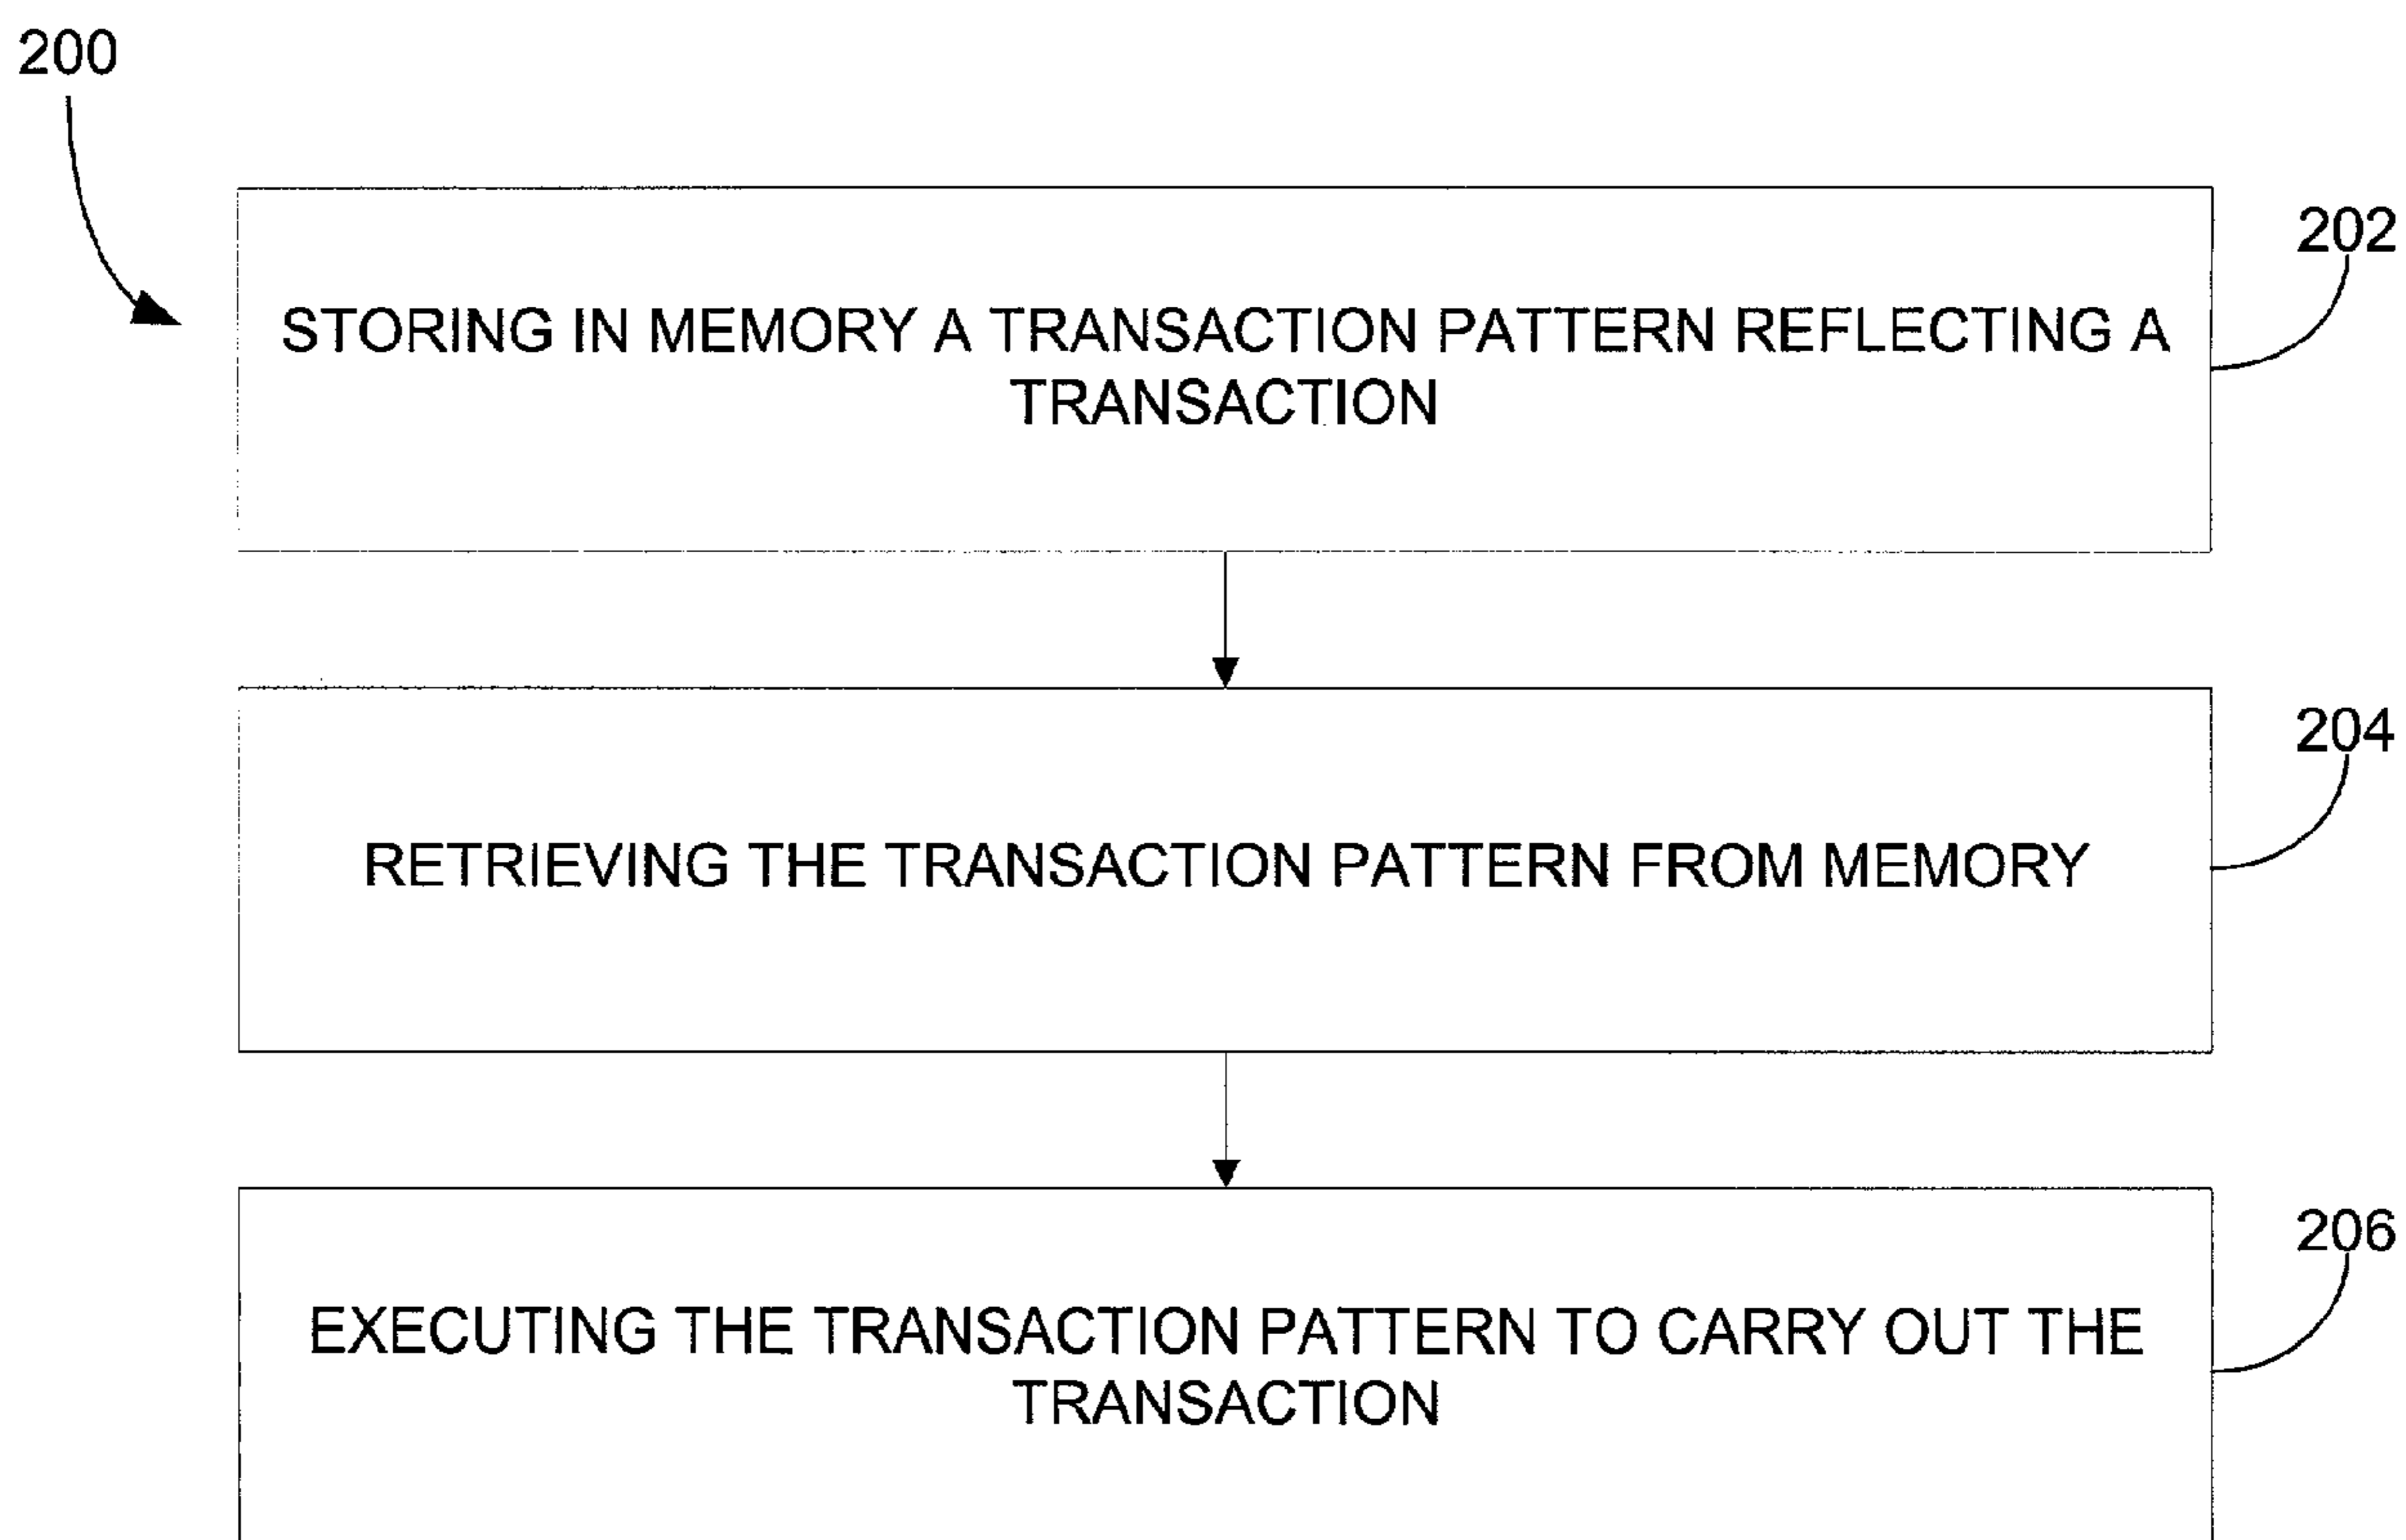 200
202
STORING IN MEMORY A TRANSACTION PATTERN REFLECTING A
TRANSACTION
204
RETRIEVING THE TRANSACTION PATTERN FROM MEMORY
206
EXECUTING THE TRANSACTION PATTERN TO CARRY OUT THE
TRANSACTION